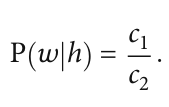 P(w|h) = c₁/c₂.